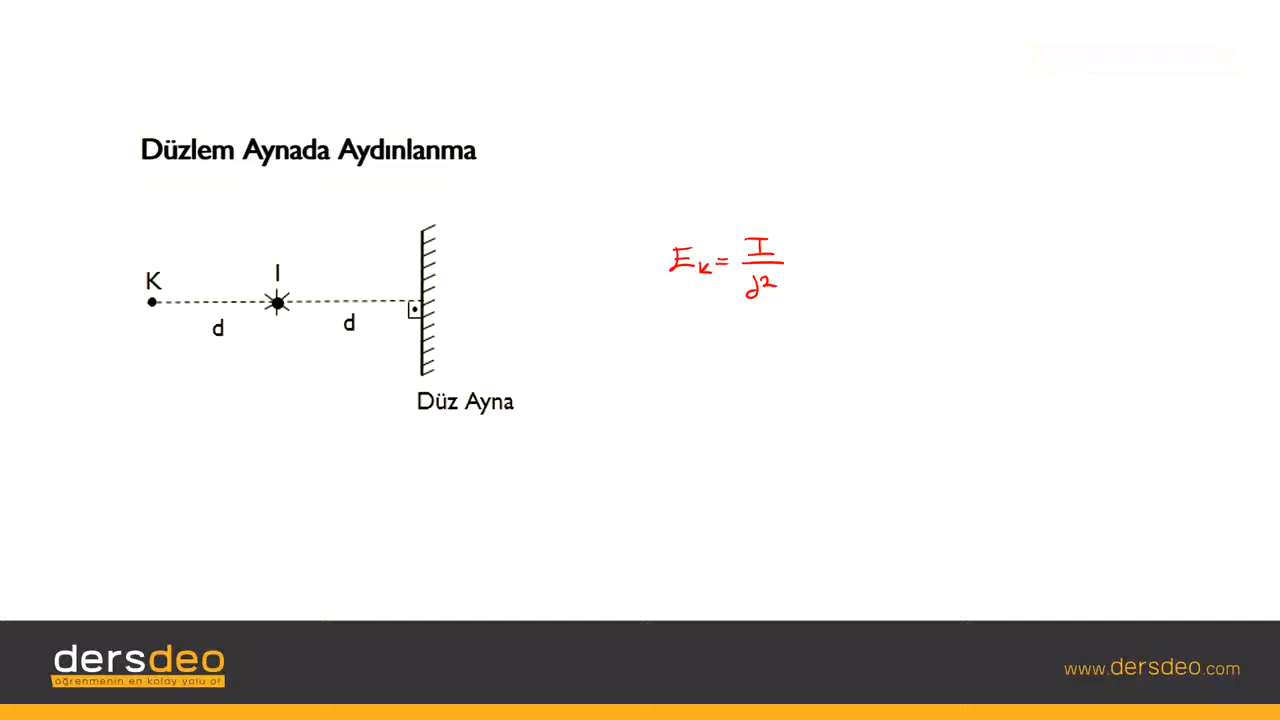 Düzlem Aynada Aydınlanma
K
I
d
d
Düz Ayna
E_K = I / d²
dersdeo
öğrenmenin en kolay yolu o!
www.dersdeo.com